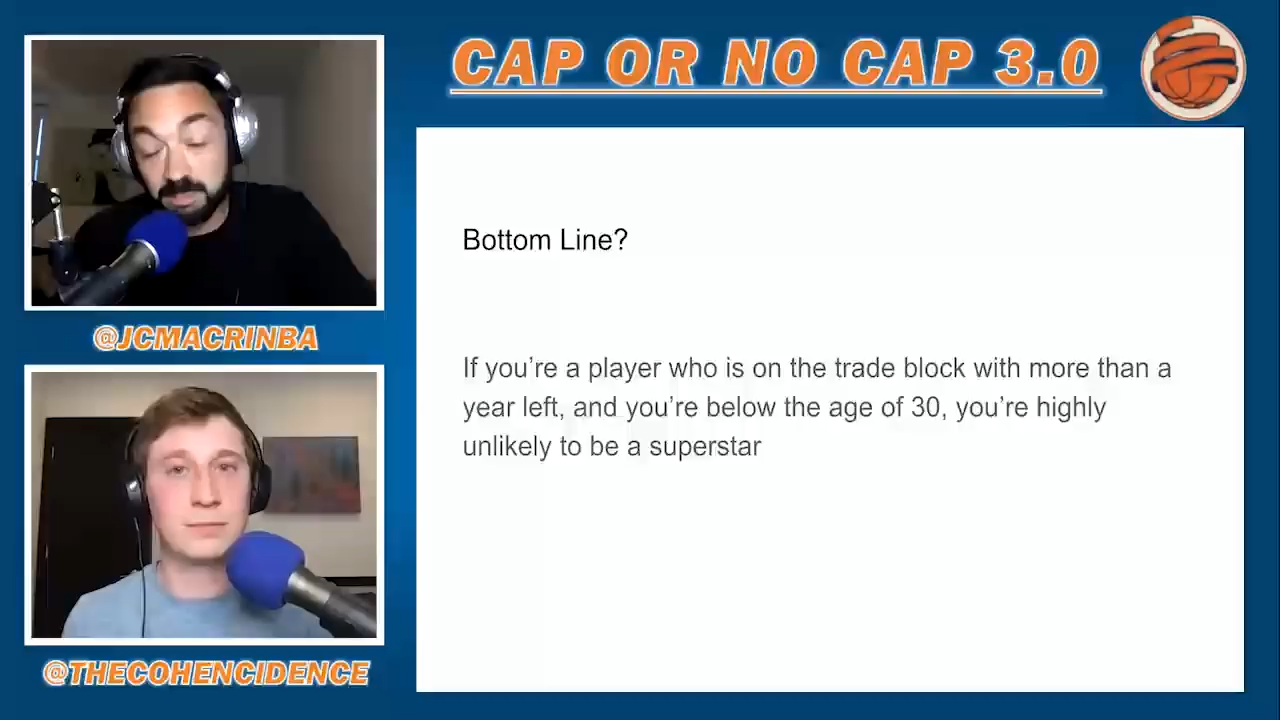 CAP OR NO CAP 3.0
Bottom Line?
If you’re a player who is on the trade block with more than a
year left, and you’re below the age of 30, you’re highly
unlikely to be a superstar
@JCMACRINBA
@THECOHENCIDENCE